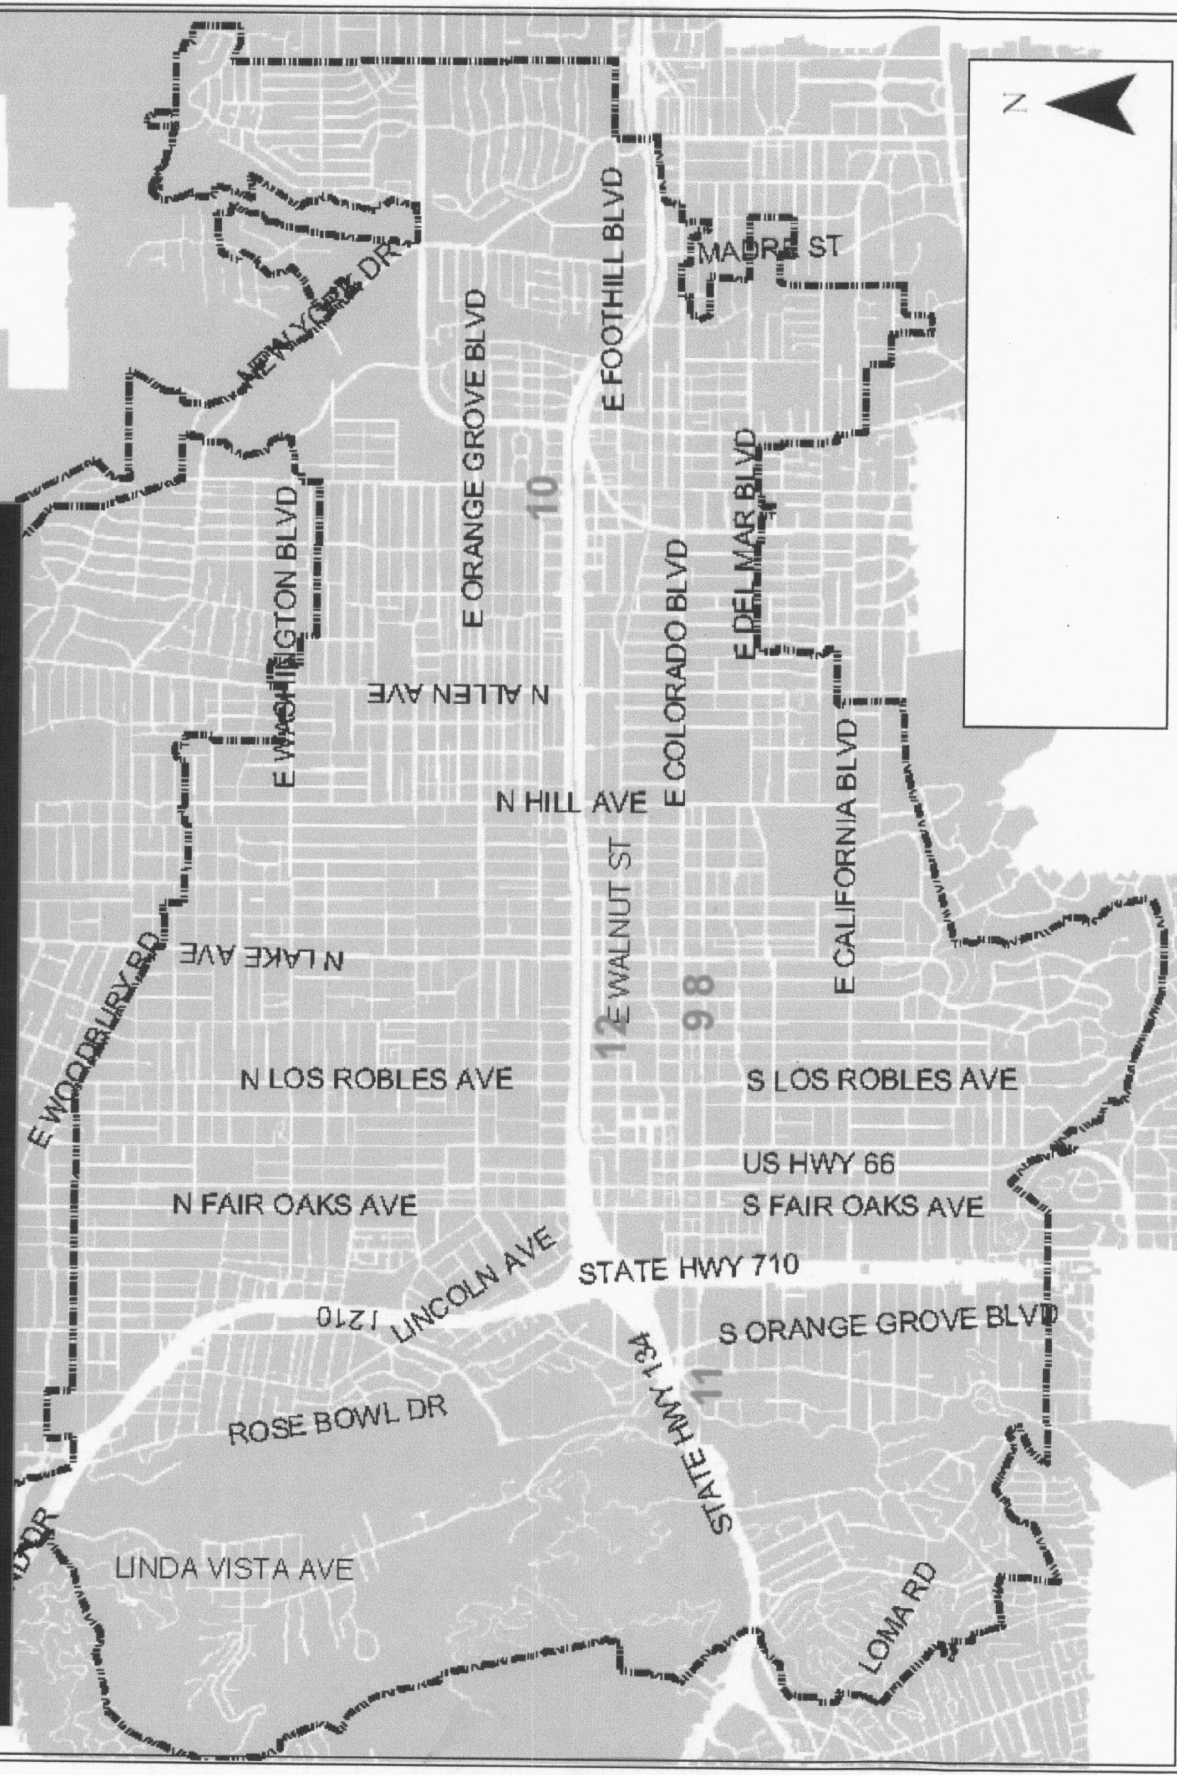 N
E FOOTHILL BLVD
MADRE ST
NEW YORK DR
E ORANGE GROVE BLVD
10
E WASHINGTON BLVD
E DEL MAR BLVD
E COLORADO BLVD
N ALLEN AVE
N HILL AVE
E CALIFORNIA BLVD
E WALNUT ST
E WOODBURY RD
N LAKE AVE
12
9 8
N LOS ROBLES AVE
S LOS ROBLES AVE
US HWY 66
N FAIR OAKS AVE
S FAIR OAKS AVE
LINCOLN AVE
STATE HWY 710
I210
S ORANGE GROVE BLVD
STATE HWY 134
11
ROSE BOWL DR
LINDA VISTA AVE
LOMA RD
DR